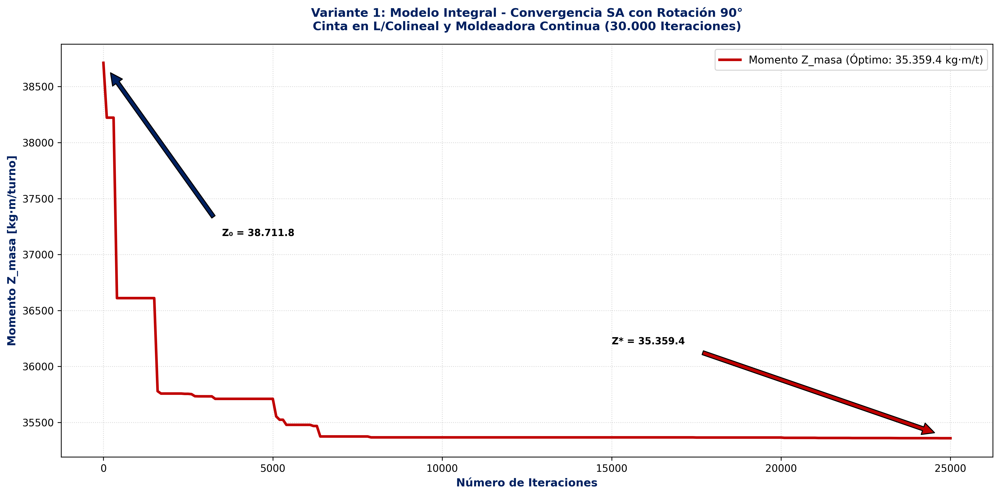 Variante 1: Modelo Integral - Convergencia SA con Rotación 90°
Cinta en L/Colineal y Moldeadora Continua (30.000 Iteraciones)
Momento Z_masa (Óptimo: 35.359.4 kg·m/t)
Momento Z_masa [kg·m/turno]
38500
38000
37500
37000
36500
36000
35500
Z₀ = 38.711.8
Z* = 35.359.4
0
5000
10000
15000
20000
25000
Número de Iteraciones